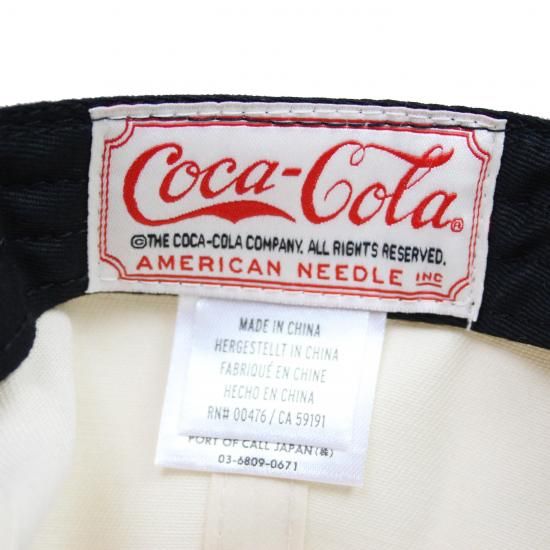 Coca-Cola®
©THE COCA-COLA COMPANY. ALL RIGHTS RESERVED.
AMERICAN NEEDLE INC
MADE IN CHINA
HERGESTELLT IN CHINA
FABRIQUÉ EN CHINE
HECHO EN CHINA
RN# 00476 / CA 59191
PORT OF CALL JAPAN(株)
03-6809-0671